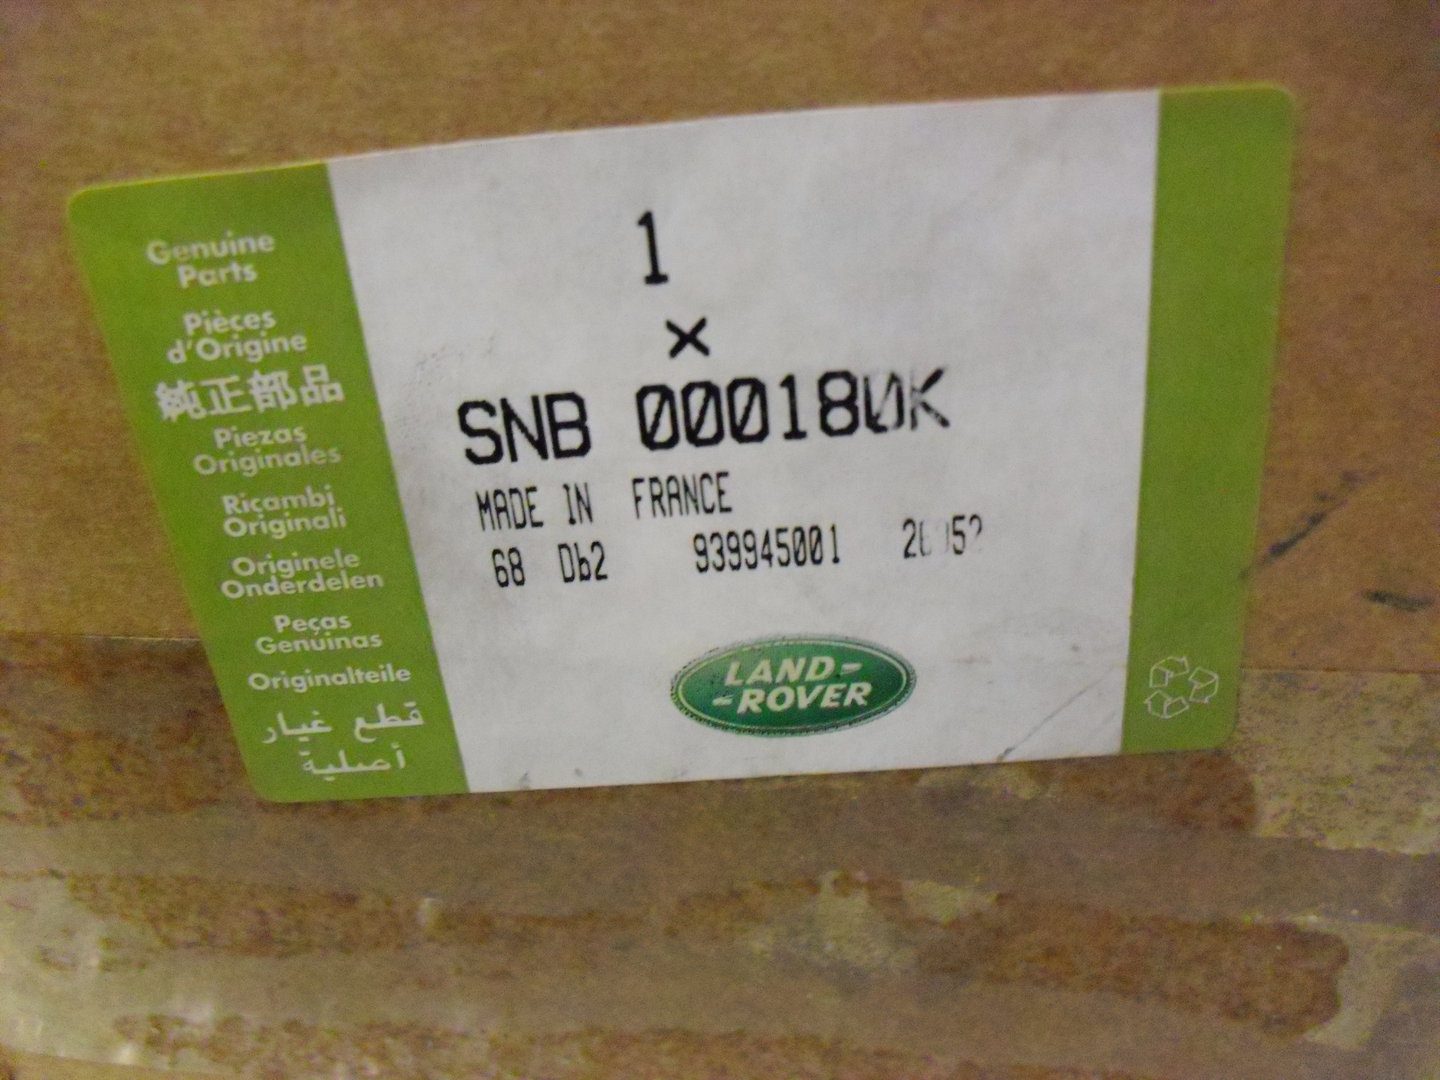 Genuine
Parts
Pièces
d'Origine
純正部品
Piezas
Originales
Ricambi
Originali
Originele
Onderdelen
Peças
Genuinas
Originalteile
قطع غيار
أصلية
1
×
SNB 000180K
MADE IN FRANCE
68 Db2 939945001
LAND-
-ROVER